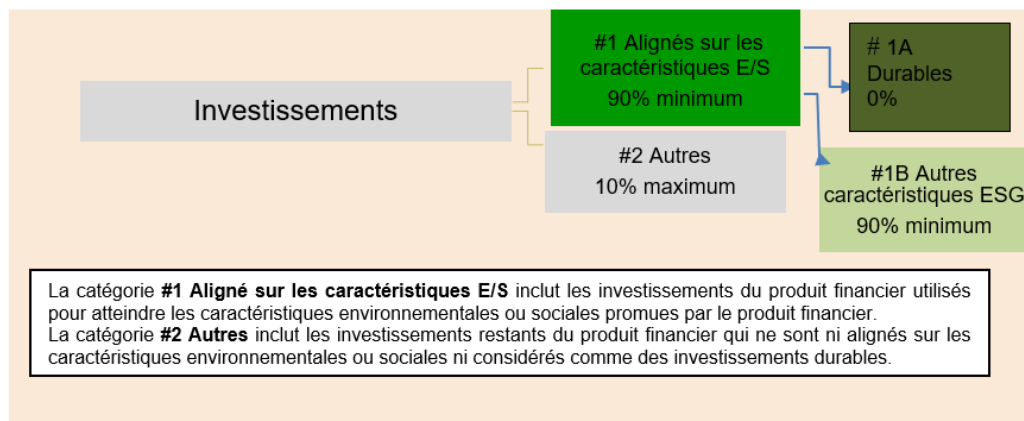 Investissements
#1 Alignés sur les
caractéristiques E/S
90% minimum
# 1A
Durables
0%
#2 Autres
10% maximum
#1B Autres
caractéristiques ESG
90% minimum
La catégorie #1 Aligné sur les caractéristiques E/S inclut les investissements du produit financier utilisés
pour atteindre les caractéristiques environnementales ou sociales promues par le produit financier.
La catégorie #2 Autres inclut les investissements restants du produit financier qui ne sont ni alignés sur les
caractéristiques environnementales ou sociales ni considérés comme des investissements durables.